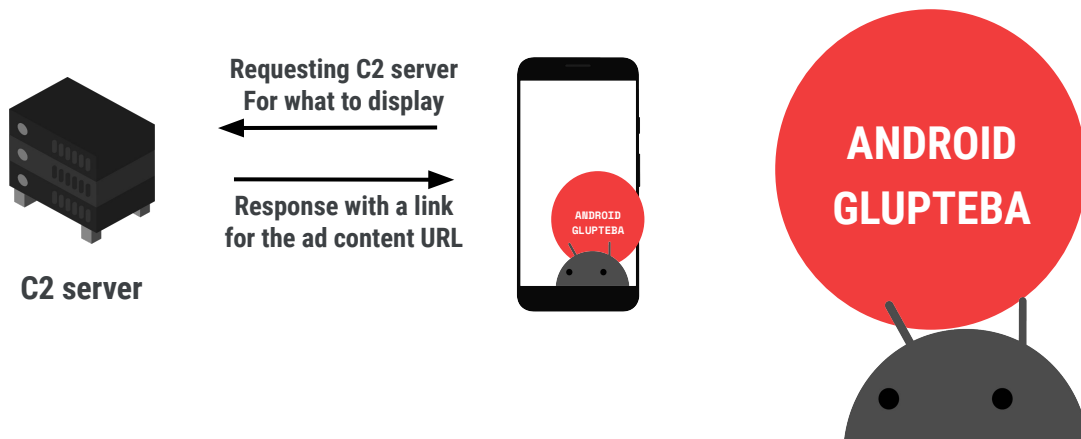 Requesting C2 server
For what to display
Response with a link
for the ad content URL
C2 server
ANDROID
GLUPTEBA
ANDROID
GLUPTEBA